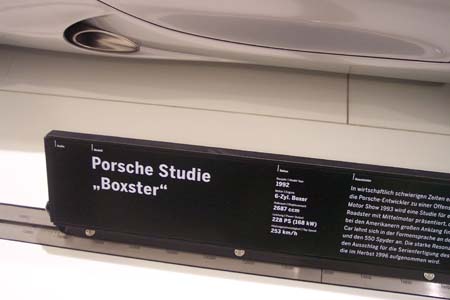 Porsche Studie
„Boxster“
1992
6-Zyl. Boxer
2687 ccm
228 PS (168 kW)
253 km/h
In wirtschaftlich schwierigen Zeiten
die Porsche-Entwickler zu einer
Motor Show 1993 wird eine Studie für
Roadster mit Mittelmotor präsentiert,
bei den Amerikanern großen Anklang
Car lehnt sich in der Formensprache an
und den 550 Spyder an. Die starke
den Ausschlag für die Serienfertigung
die im Herbst 1996 aufgenommen wird.